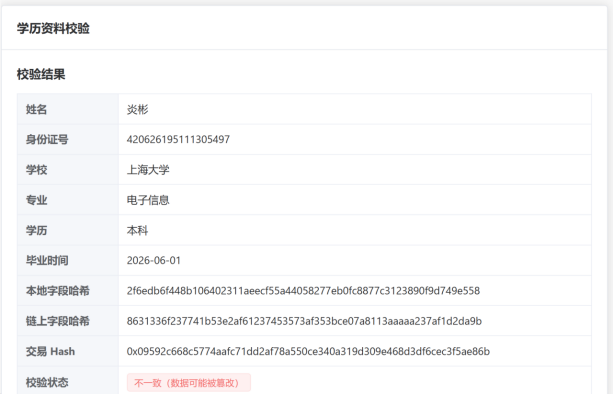 学历资料校验
校验结果
姓名 炎彬
身份证号 420626195111305497
学校 上海大学
专业 电子信息
学历 本科
毕业时间 2026-06-01
本地字段哈希 2f6edb6f448b106402311aeecf55a44058277eb0fc8877c3123890f9d749e558
链上字段哈希 8631336f237741b53e2af61237453573af353bce07a8113aaaaa237af1d2da9b
交易 Hash 0x09592c668c5774aafc71dd2af78a550ce340a319d309e468d3df6cec3f5ae86b
校验状态 不一致（数据可能被篡改）